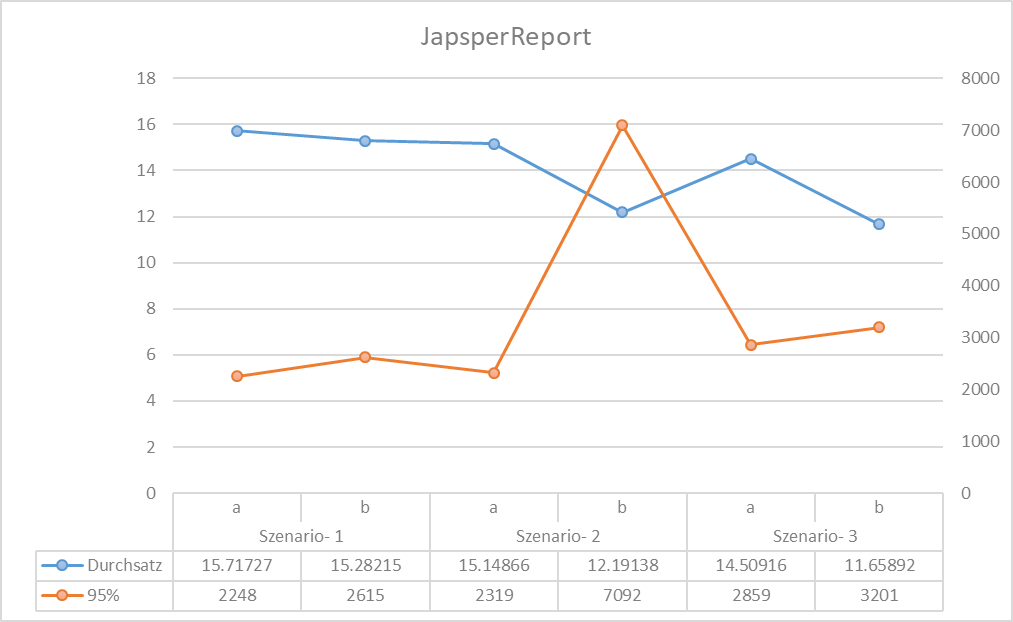 JapsperReport
18 8000
16 7000
14 6000
12 5000
10 4000
8 3000
6 2000
4 1000
2
0 0
a b a b a b
Szenario- 1 Szenario- 2 Szenario- 3
Durchsatz 15.71727 15.28215 15.14866 12.19138 14.50916 11.65892
95% 2248 2615 2319 7092 2859 3201